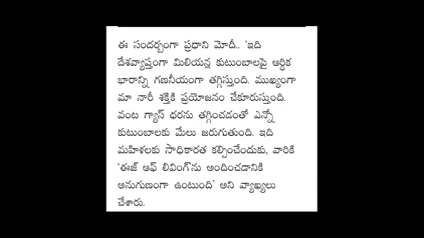 ఈ సందర్బంగా ప్రధాని మోదీ.. 'ఇది
దేశవ్యాప్తంగా మిలియన్ల కుటుంబాలపై ఆర్ధిక
భారాన్ని గణనీయంగా తగ్గిస్తుంది. ముఖ్యంగా
మా నారీ శక్తికి ప్రయోజనం చేకూరుస్తుంది.
వంట గ్యాస్ ధరను తగ్గించడంతో ఎన్నో
కుటుంబాలకు మేలు జరుగుతుంది. ఇది
మహిళలకు సాధికారత కల్పించేందుకు, వారికి
'ఈజ్ ఆఫ్ లివింగ్'ను అందించడానికి
అనుగుణంగా ఉంటుంది' అని వ్యాఖ్యలు
చేశారు.